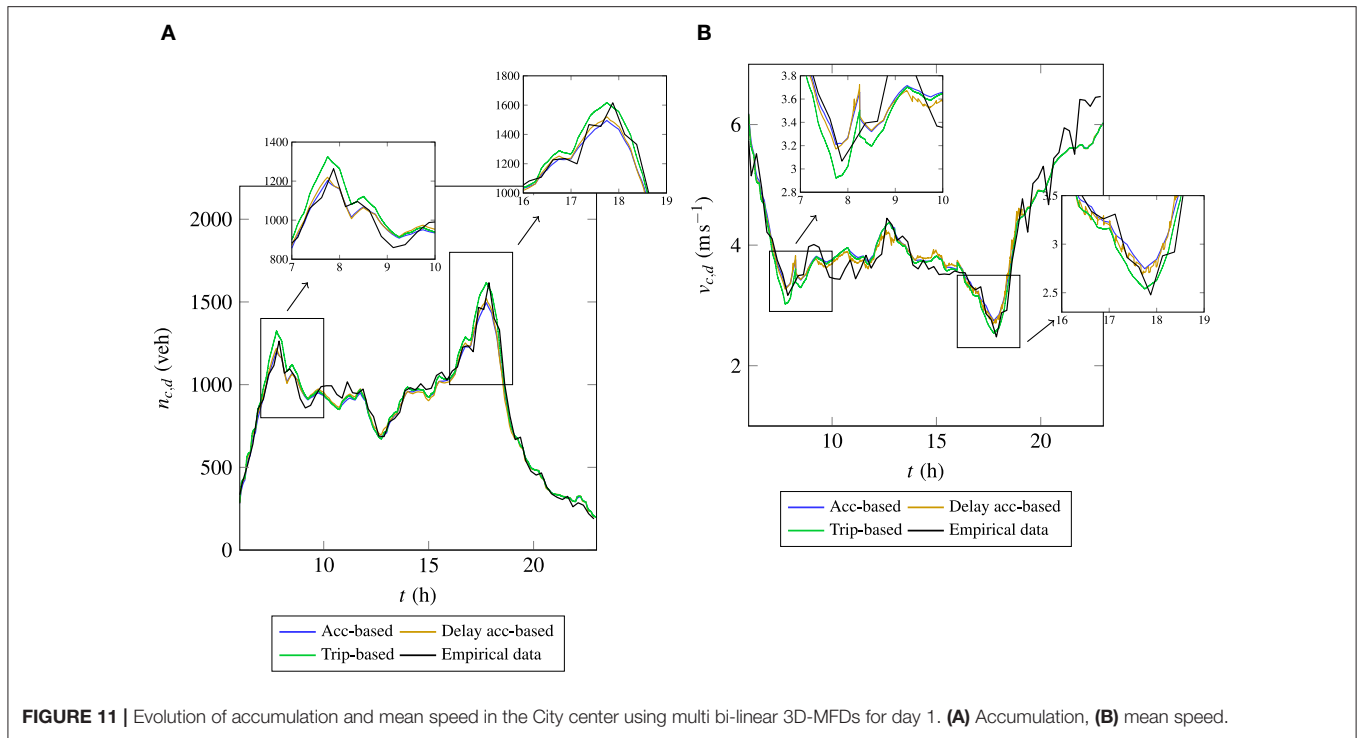 A
1800
1600
1400
1200
1000
16 17 18 19
1400
1200
1000
800
7 8 9 10
2000
1500
1000
500
0
10 15 20
n_{c,d} (veh)
t (h)
Acc-based Delay acc-based
Trip-based Empirical data
B
3.8
3.6
3.4
3.2
3
2.8
7 8 9 10
3.5
3
2.5
16 17 18 19
6
4
2
10 15 20
v_{c,d} (m s⁻¹)
t (h)
Acc-based Delay acc-based
Trip-based Empirical data
FIGURE 11 | Evolution of accumulation and mean speed in the City center using multi bi-linear 3D-MFDs for day 1. (A) Accumulation, (B) mean speed.